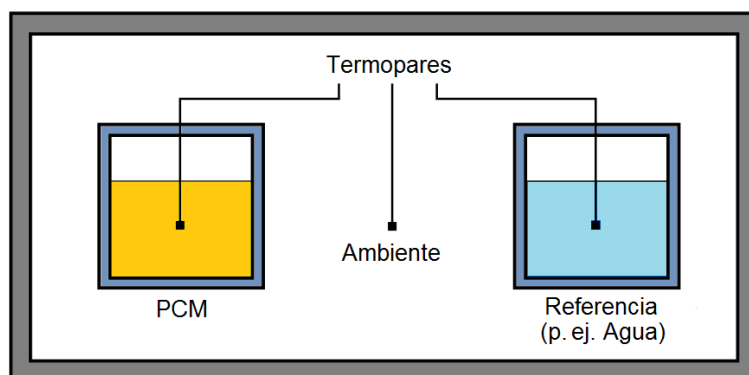 Termopares
Ambiente
PCM
Referencia
(p. ej. Agua)